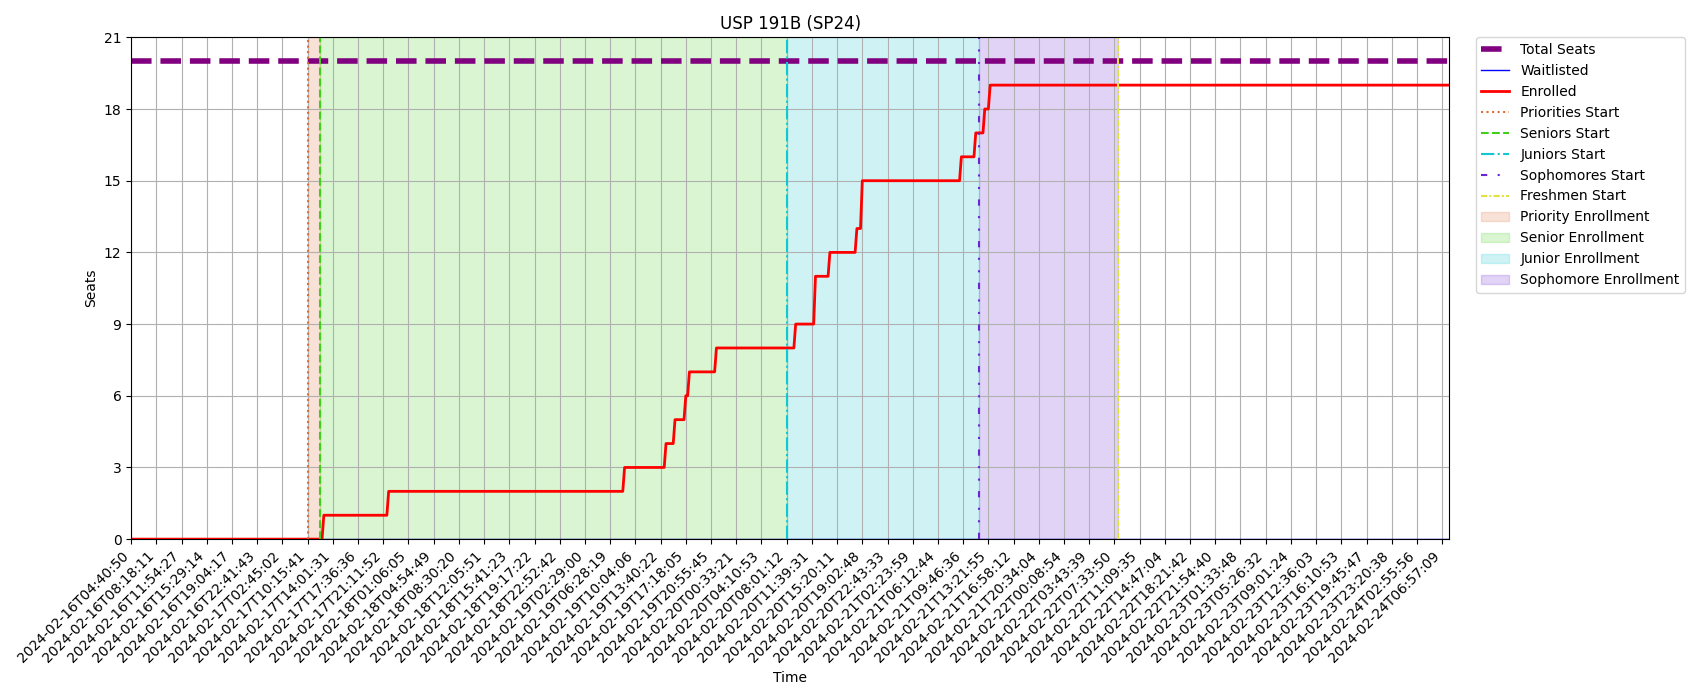 USP 191B (SP24)
21
18
15
12
9
6
3
0
Seats
2024-02-16T04:40:50
2024-02-16T08:18:11
2024-02-16T11:54:27
2024-02-16T15:29:14
2024-02-16T19:04:17
2024-02-16T22:41:43
2024-02-17T02:45:02
2024-02-17T10:15:41
2024-02-17T14:01:31
2024-02-17T17:36:36
2024-02-17T21:11:52
2024-02-18T01:06:05
2024-02-18T04:54:49
2024-02-18T08:30:20
2024-02-18T12:05:51
2024-02-18T15:41:23
2024-02-18T19:17:22
2024-02-18T22:52:42
2024-02-19T02:29:00
2024-02-19T06:28:19
2024-02-19T10:04:06
2024-02-19T13:40:22
2024-02-19T17:18:05
2024-02-19T20:55:45
2024-02-20T00:33:21
2024-02-20T04:10:53
2024-02-20T08:01:12
2024-02-20T11:39:31
2024-02-20T15:20:11
2024-02-20T19:02:48
2024-02-20T22:43:33
2024-02-21T02:23:59
2024-02-21T06:12:44
2024-02-21T09:46:36
2024-02-21T13:21:55
2024-02-21T16:58:12
2024-02-21T20:34:04
2024-02-22T00:08:54
2024-02-22T03:43:39
2024-02-22T07:33:50
2024-02-22T11:09:35
2024-02-22T14:47:04
2024-02-22T18:21:42
2024-02-22T21:54:40
2024-02-23T01:33:48
2024-02-23T05:26:32
2024-02-23T09:01:24
2024-02-23T12:36:03
2024-02-23T16:10:53
2024-02-23T19:45:47
2024-02-23T23:20:38
2024-02-24T02:55:56
2024-02-24T06:57:09
Time
Total Seats
Waitlisted
Enrolled
Priorities Start
Seniors Start
Juniors Start
Sophomores Start
Freshmen Start
Priority Enrollment
Senior Enrollment
Junior Enrollment
Sophomore Enrollment